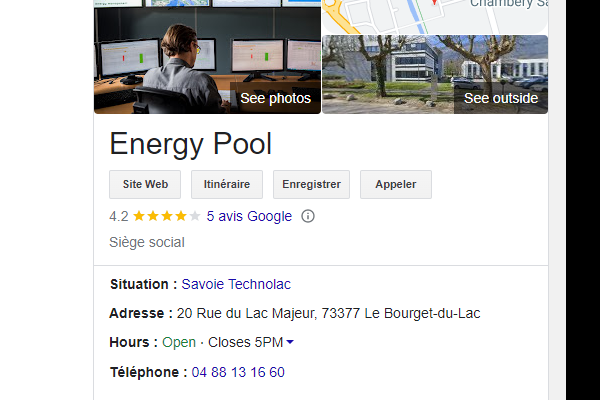 Chambéry Sa
See photos
See outside
Energy Pool
Site Web
Itinéraire
Enregistrer
Appeler
4.2 5 avis Google
Siège social
Situation : Savoie Technolac
Adresse : 20 Rue du Lac Majeur, 73377 Le Bourget-du-Lac
Hours : Open · Closes 5PM
Téléphone : 04 88 13 16 60